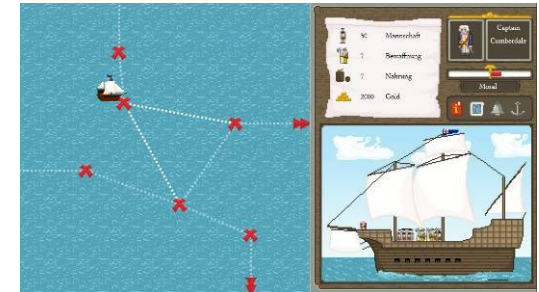 30 Mannschaft
7 Bewaffnung
7 Nahrung
2000 Gold
Captain
Cumberdale
Moral